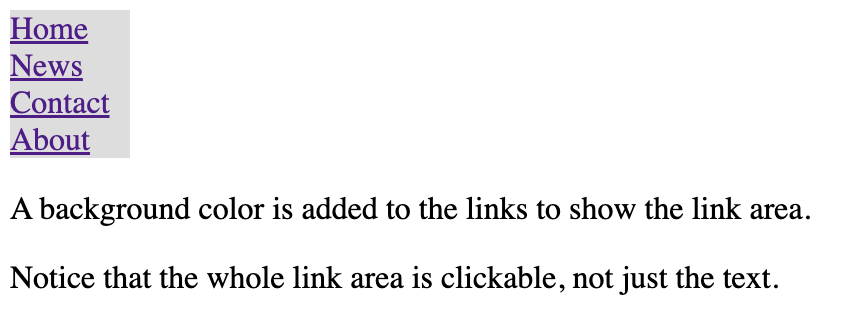 Home
News
Contact
About
A background color is added to the links to show the link area.
Notice that the whole link area is clickable, not just the text.